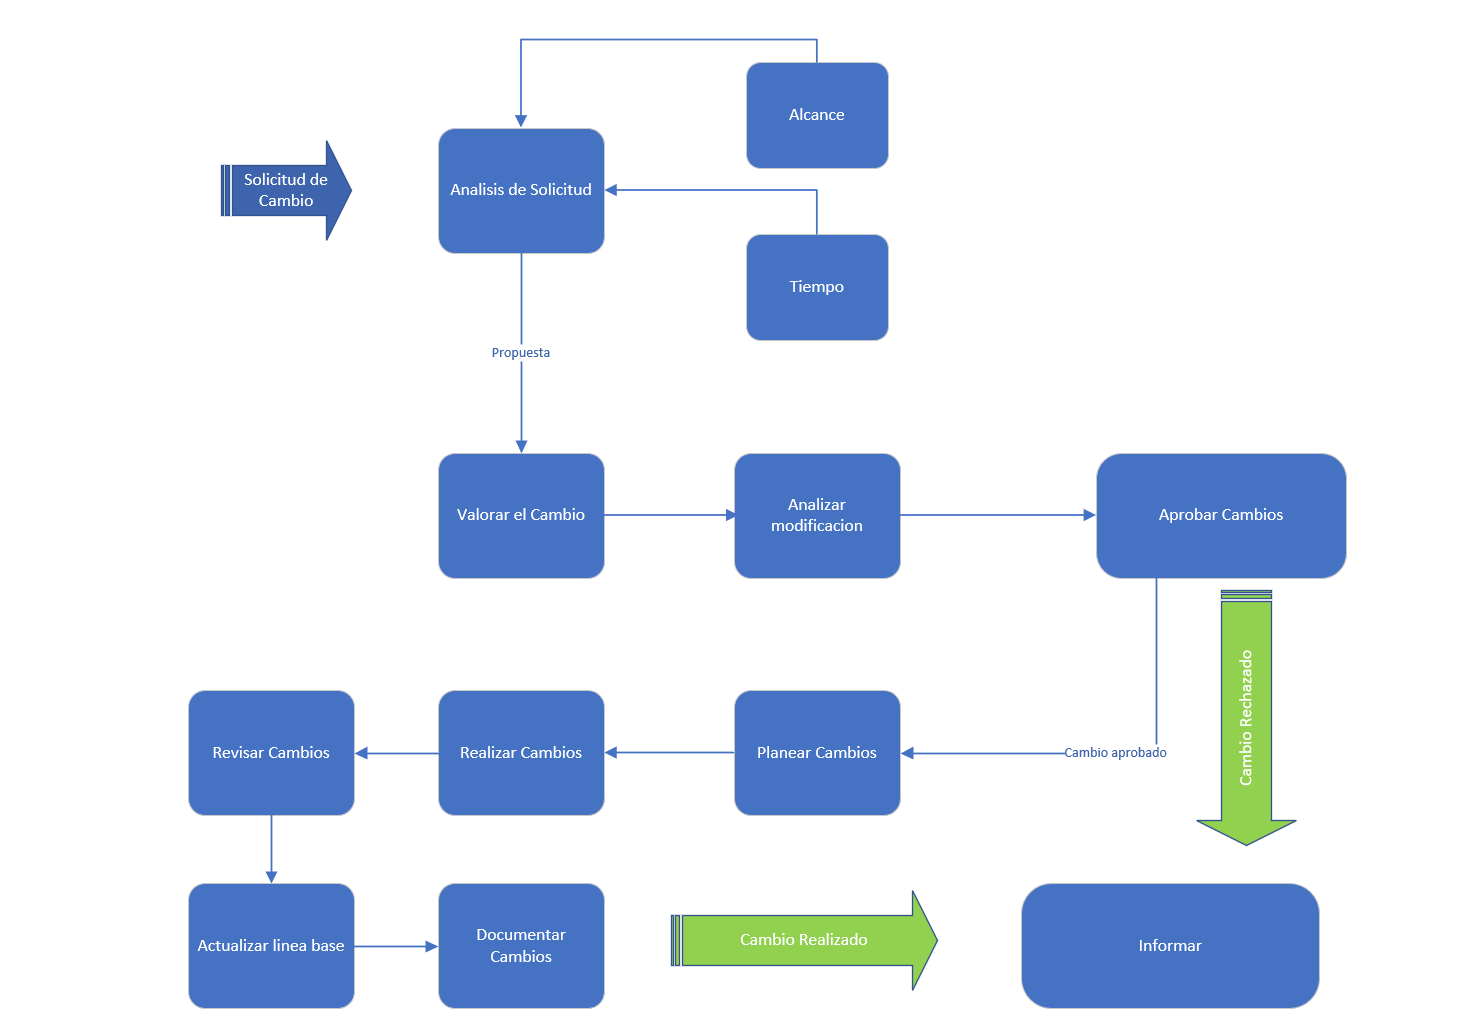 Alcance
Solicitud de
Cambio
Analisis de Solicitud
Tiempo
Propuesta
Valorar el Cambio
Analizar
modificacion
Aprobar Cambios
Cambio Rechazado
Revisar Cambios
Realizar Cambios
Planear Cambios
Cambio aprobado
Actualizar linea base
Documentar
Cambios
Cambio Realizado
Informar